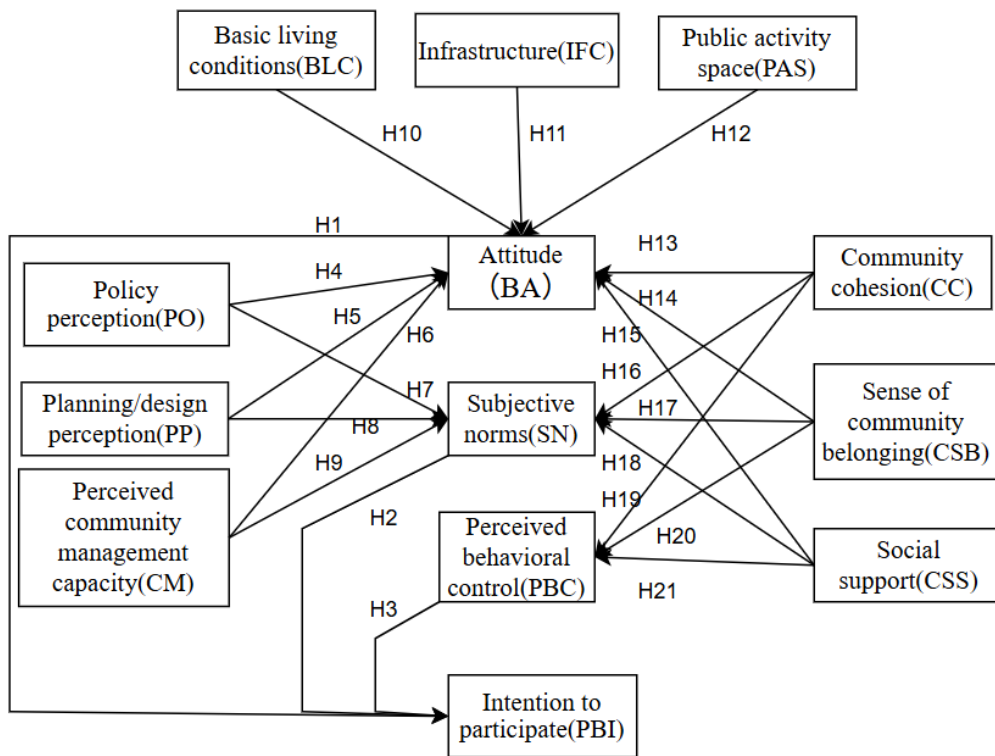 Basic living
conditions(BLC)
Infrastructure(IFC)
Public activity
space(PAS)
H10
H11
H12
H1
Attitude
（BA）
H13
Community
cohesion(CC)
Policy
perception(PO)
H4
H5
H6
H14
H15
H16
H7
Planning/design
perception(PP)
H8
Subjective
norms(SN)
H17
Sense of
community
belonging(CSB)
H9
H18
Perceived
community
management
capacity(CM)
H2
H19
Perceived
behavioral
control(PBC)
H20
Social
support(CSS)
H3
H21
Intention to
participate(PBI)